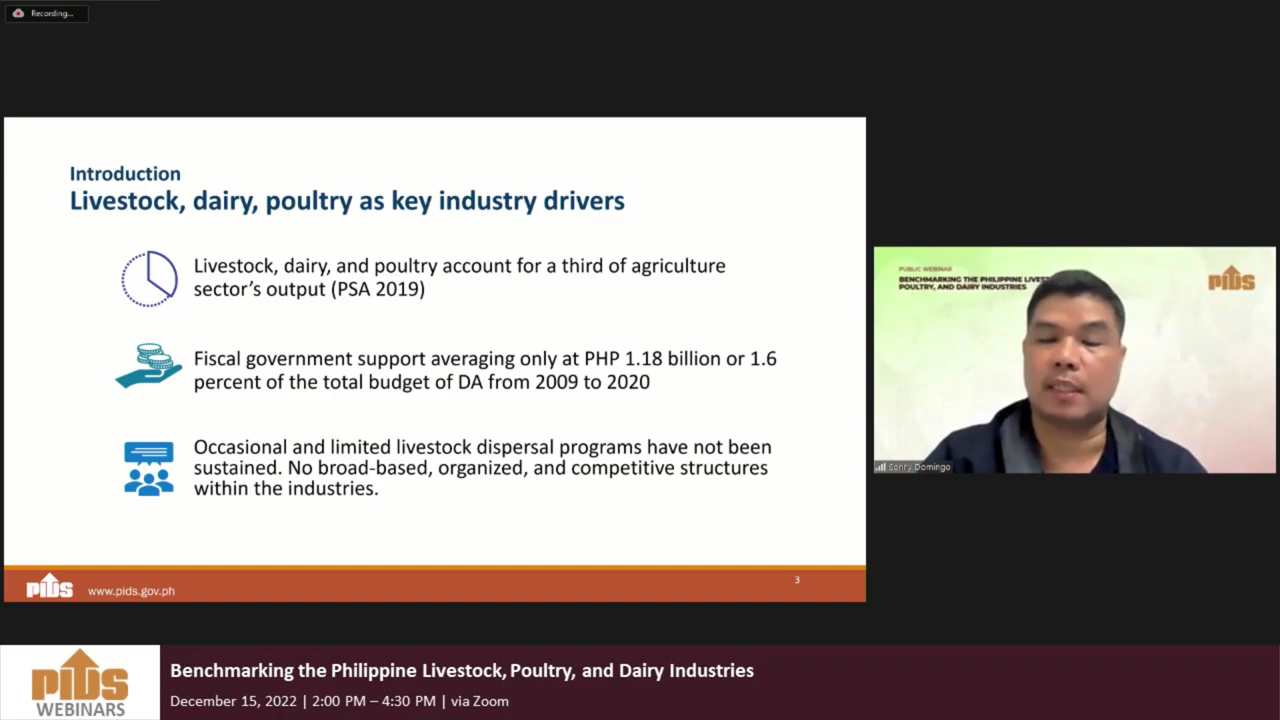 Recording...
Introduction
Livestock, dairy, poultry as key industry drivers
Livestock, dairy, and poultry account for a third of agriculture
sector's output (PSA 2019)
Fiscal government support averaging only at PHP 1.18 billion or 1.6
percent of the total budget of DA from 2009 to 2020
Occasional and limited livestock dispersal programs have not been
sustained. No broad-based, organized, and competitive structures
within the industries.
3
PIDS
www.pids.gov.ph
PUBLIC WEBINAR
BENCHMARKING THE PHILIPPINE LIVEST
POULTRY, AND DAIRY INDUSTRIES
PIDS
Sonny Domingo
PIDS
WEBINARS
Benchmarking the Philippine Livestock, Poultry, and Dairy Industries
December 15, 2022 | 2:00 PM – 4:30 PM | via Zoom